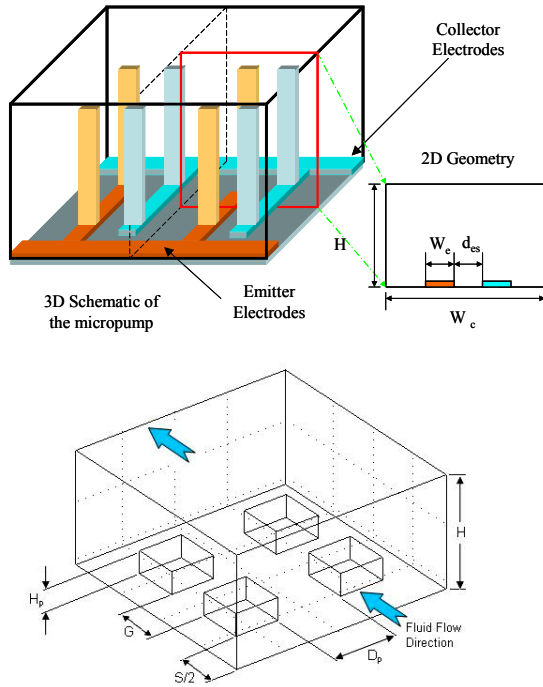 Collector
Electrodes
2D Geometry
H
We
des
Wc
3D Schematic of
the micropump
Emitter
Electrodes
H
HP
G
S/2
DP
Fluid Flow
Direction